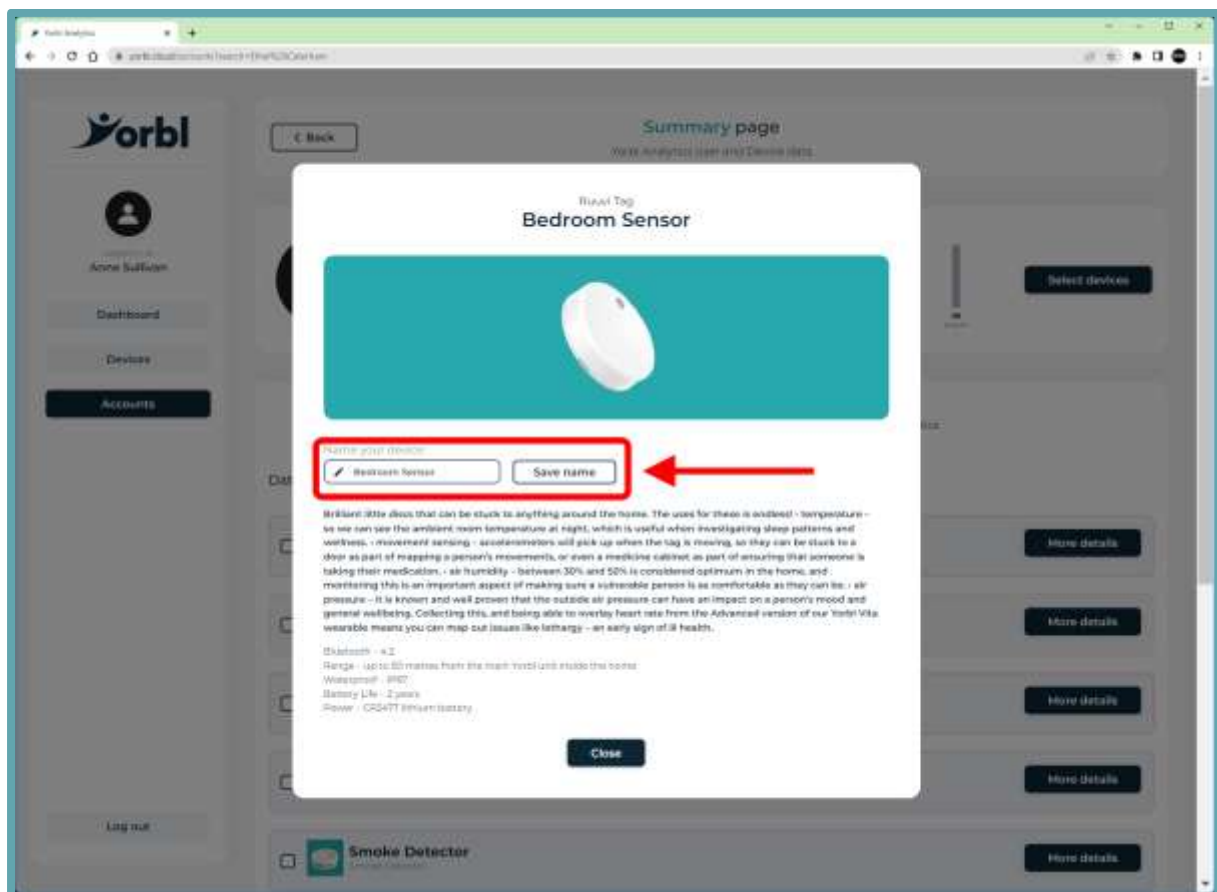 Yorbl Analytics
Yorbl
< Back
Summary page
Yorbl Analytics User and Device data
Anne Sullivan
Dashboard
Devices
Accounts
Log out
Select devices
Ruuvi Tag
Bedroom Sensor
Name your device
Bedroom Sensor
Save name
Brilliant little discs that can be stuck to anything around the home. The uses for these is endless! - temperature -
so we can see the ambient room temperature at night, which is useful when investigating sleep patterns and
wellness. - movement sensing - accelerometers will pick up when the tag is moving, so they can be stuck to a
door as part of mapping a person's movements, or even a medicine cabinet as part of ensuring that someone is
taking their medication. - air humidity - between 30% and 50% is considered optimum in the home, and
monitoring this is an important aspect of making sure a vulnerable person is as comfortable as they can be. - air
pressure - it is known and well proven that the outside air pressure can have an impact on a person's mood and
general wellbeing. Collecting this, and being able to overlay heart rate from the Advanced version of our Yorbl Vita
wearable means you can map out issues like lethargy - an early sign of ill health.
Bluetooth - 4.2
Range - up to 50 metres from the main Yorbl unit inside the home
Waterproof - IP67
Battery Life - 2 years
Power - CR2477 lithium battery
Close
More details
More details
More details
More details
Smoke Detector
More details